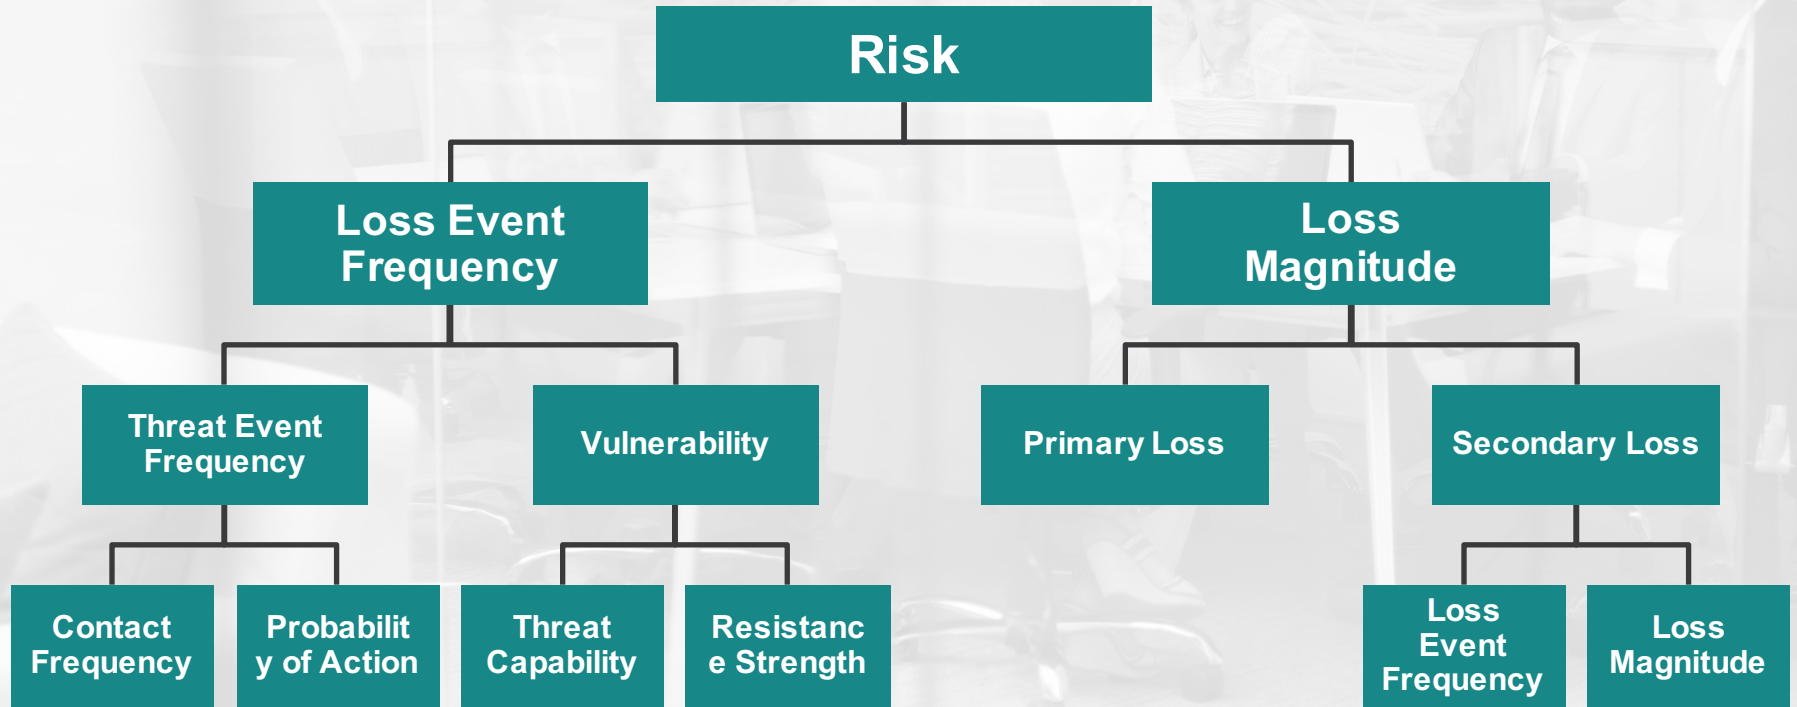 Risk
Loss Event
Frequency
Loss
Magnitude
Threat Event
Frequency
Vulnerability
Primary Loss
Secondary Loss
Contact
Frequency
Probabilit
y of Action
Threat
Capability
Resistanc
e Strength
Loss
Event
Frequency
Loss
Magnitude